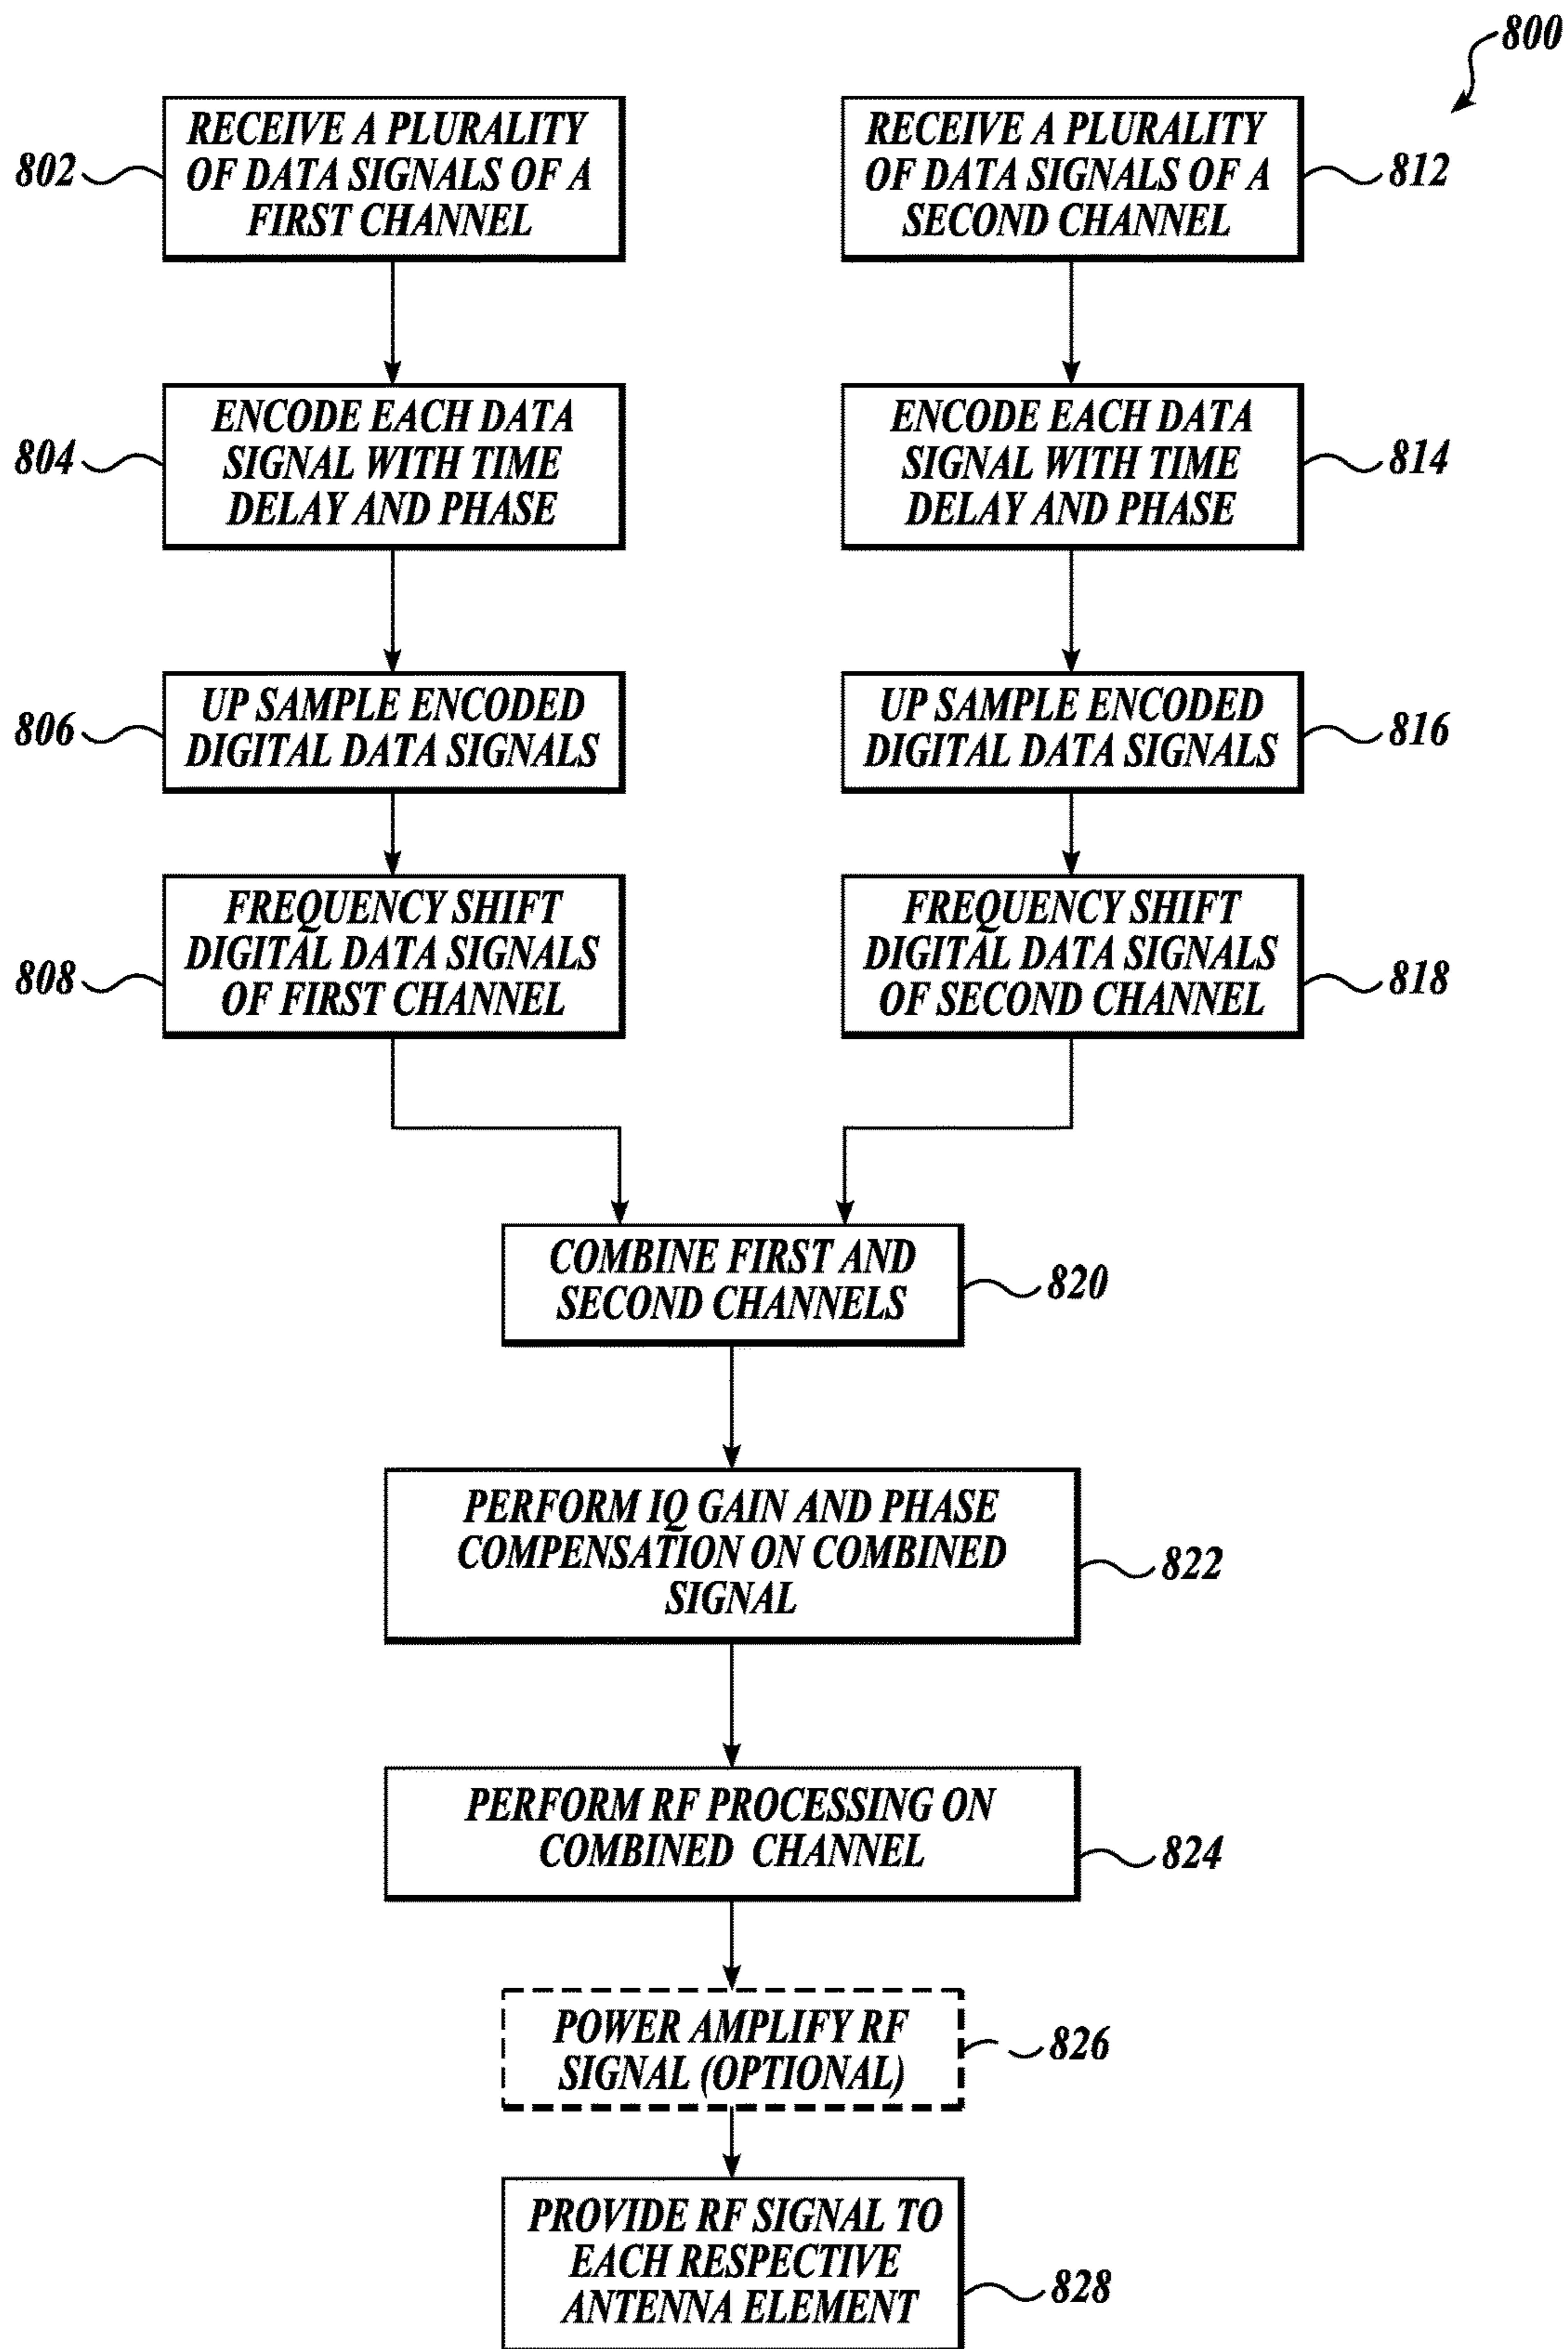 800
RECEIVE A PLURALITY
OF DATA SIGNALS OF A
FIRST CHANNEL
802
RECEIVE A PLURALITY
OF DATA SIGNALS OF A
SECOND CHANNEL
812
ENCODE EACH DATA
SIGNAL WITH TIME
DELAY AND PHASE
804
ENCODE EACH DATA
SIGNAL WITH TIME
DELAY AND PHASE
814
UP SAMPLE ENCODED
DIGITAL DATA SIGNALS
806
UP SAMPLE ENCODED
DIGITAL DATA SIGNALS
816
FREQUENCY SHIFT
DIGITAL DATA SIGNALS
OF FIRST CHANNEL
808
FREQUENCY SHIFT
DIGITAL DATA SIGNALS
OF SECOND CHANNEL
818
COMBINE FIRST AND
SECOND CHANNELS
820
PERFORM IQ GAIN AND PHASE
COMPENSATION ON COMBINED
SIGNAL
822
PERFORM RF PROCESSING ON
COMBINED CHANNEL
824
POWER AMPLIFY RF
SIGNAL (OPTIONAL)
826
PROVIDE RF SIGNAL TO
EACH RESPECTIVE
ANTENNA ELEMENT
828